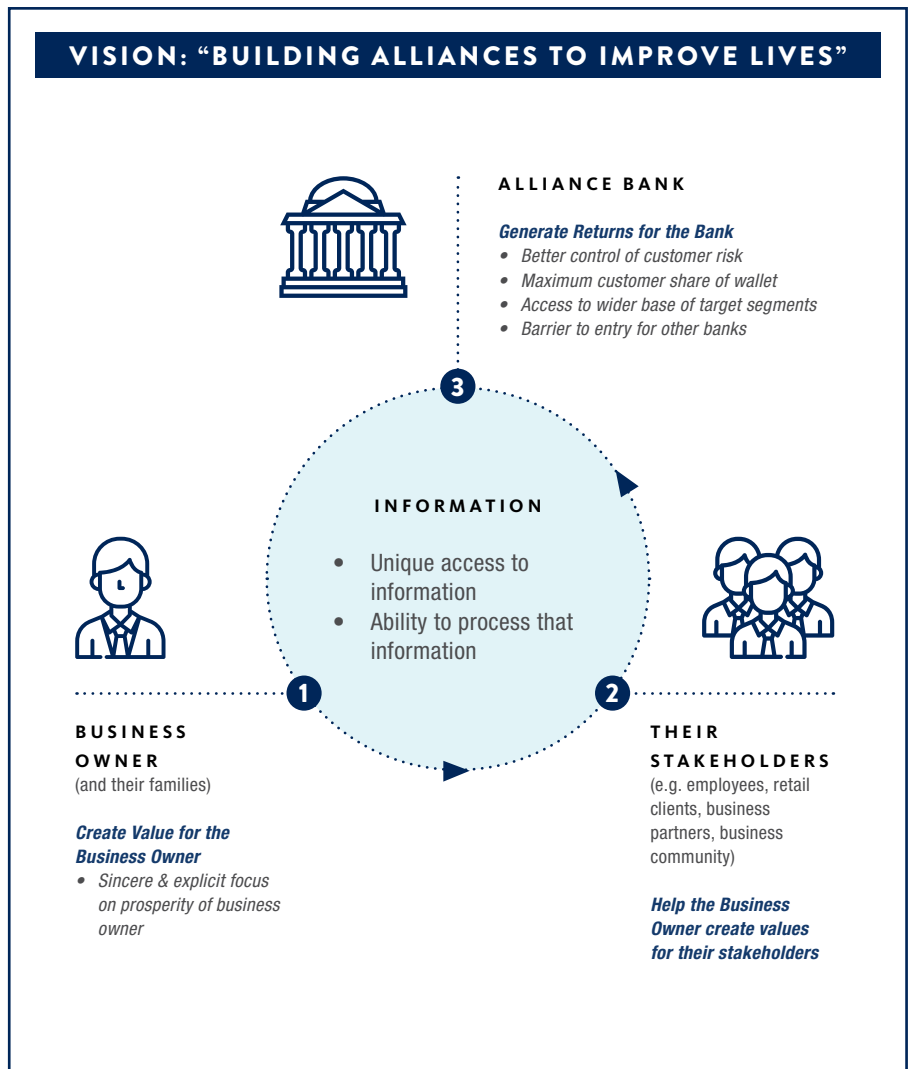 VISION: “BUILDING ALLIANCES TO IMPROVE LIVES”
ALLIANCE BANK
Generate Returns for the Bank
• Better control of customer risk
• Maximum customer share of wallet
• Access to wider base of target segments
• Barrier to entry for other banks
3
INFORMATION
• Unique access to
information
• Ability to process that
information
1
BUSINESS
OWNER
(and their families)
Create Value for the
Business Owner
• Sincere & explicit focus
on prosperity of business
owner
2
THEIR
STAKEHOLDERS
(e.g. employees, retail
clients, business
partners, business
community)
Help the Business
Owner create values
for their stakeholders